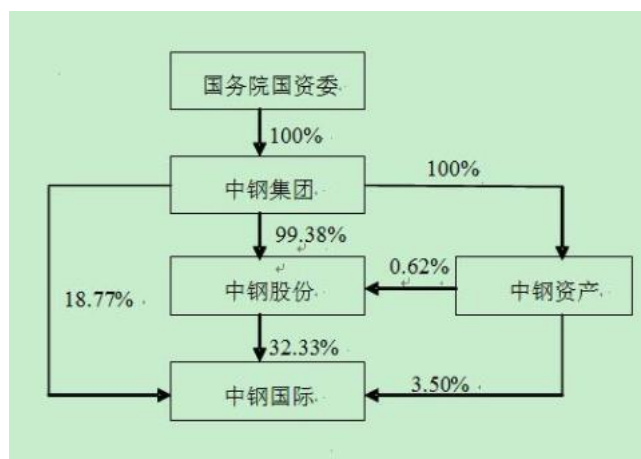 国务院国资委
100%
中钢集团
100%
99.38%
18.77%
中钢股份
0.62%
中钢资产
32.33%
中钢国际
3.50%